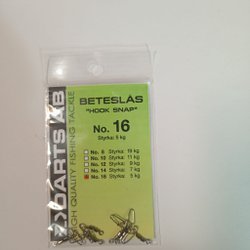 BETESLÅS
"HOOK SNAP"
No. 16
Styrka: 5 kg
No. 8 Styrka: 19 kg
No. 10 Styrka: 11 kg
No. 12 Styrka: 9 kg
No. 14 Styrka: 7 kg
No. 16 Styrka: 5 kg
DARTS AB
HIGH QUALITY FISHING TACKLE